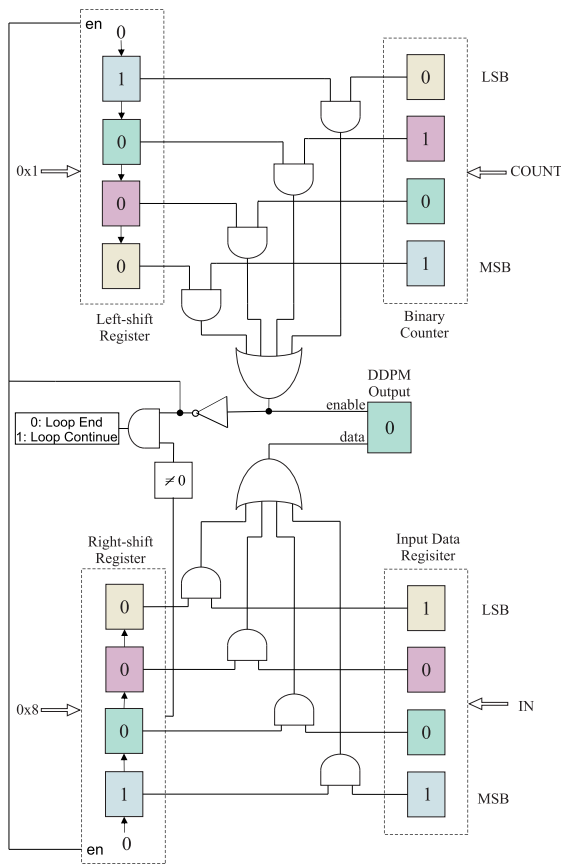 en
0
1
0
0
0
0x1
Left-shift
Register
0
1
0
1
LSB
MSB
COUNT
Binary
Counter
DDPM
Output
enable
data
0
0: Loop End
1: Loop Continue
≠0
Right-shift
Register
0
0
0
1
0
en
0x8
Input Data
Regisiter
1
0
0
1
LSB
MSB
IN